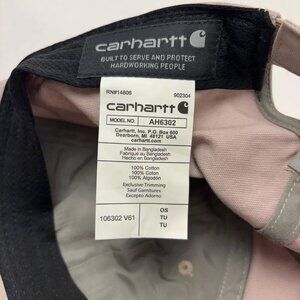 carhartt
BUILT TO SERVE AND PROTECT
HARDWORKING PEOPLE
RN#14806 902304
carhartt
MODEL NO. AH6302
Carhartt, Inc. P.O. Box 600
Dearborn, MI 48121 USA
carhartt.com
Made in Bangladesh
Fabriqué au Bangladesh
Hecho en Bangladesh
100% Cotton
100% Coton
100% Algodón
Exclusive Trimming
Sauf Garnitures
Excepto Adorno
106302 V61
OS
TU
TU